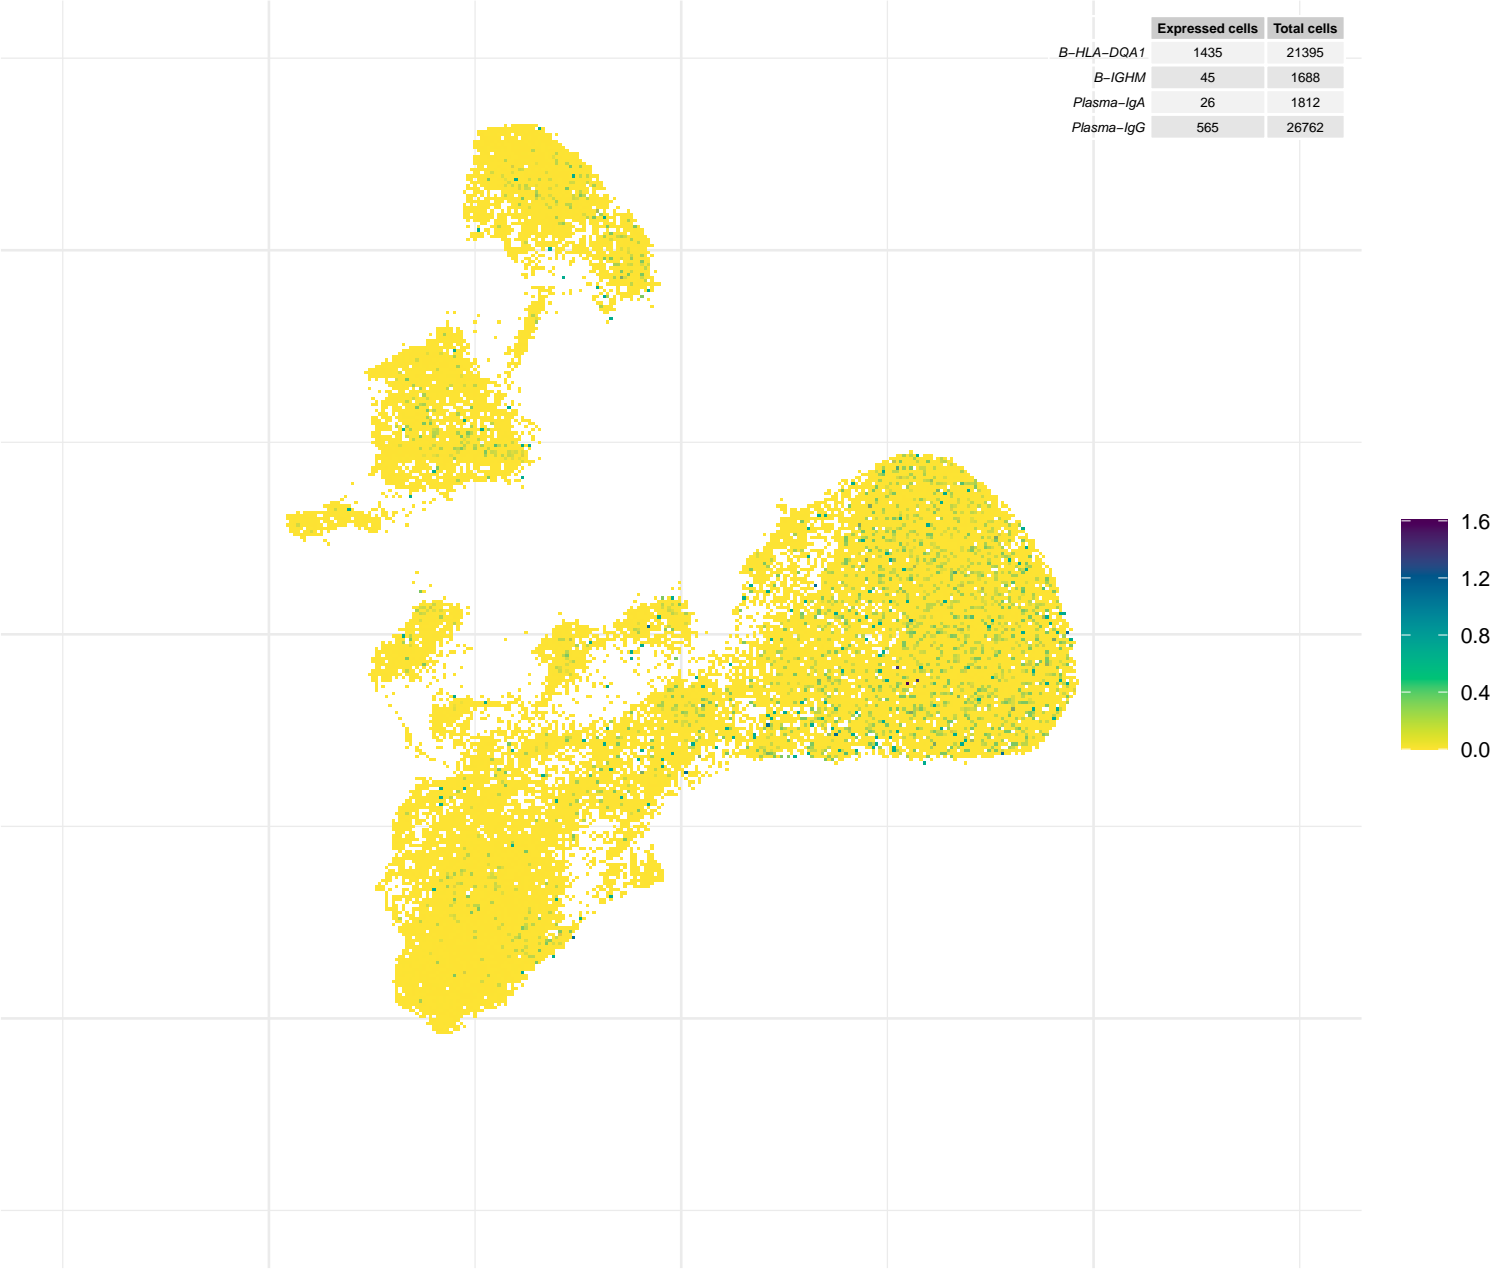 Expressed cells Total cells
B−HLA−DQA1 1435 21395
B−IGHM 45 1688
Plasma−IgA 26 1812
Plasma−IgG 565 26762
1.6
1.2
0.8
0.4
0.0